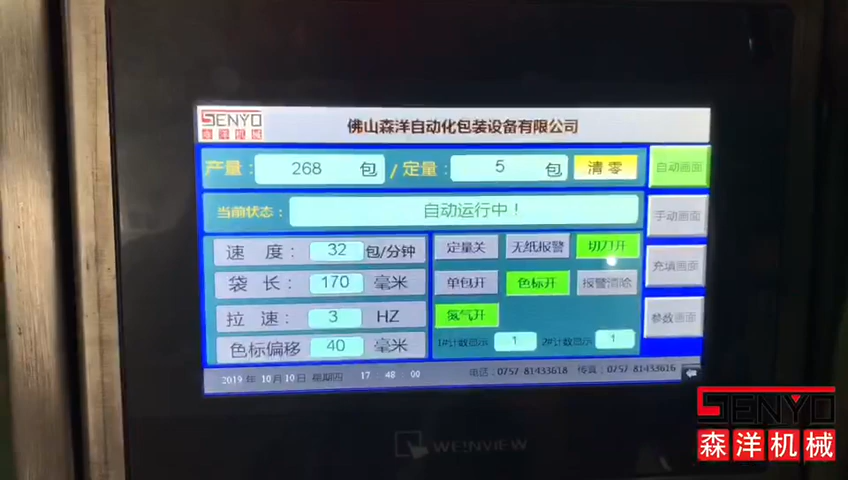 SENYO
森洋机械
佛山森洋自动化包装设备有限公司
产量： 268 包 / 定量： 5 包 清零 自动画面
当前状态： 自动运行中！ 手动画面
速 度： 32 包/分钟 定量关 无纸报警 切刀开
袋 长： 170 毫米 单包开 色标开 报警消除 充填画面
拉 速： 3 HZ 氮气开 参数画面
色标偏移 40 毫米 1#计数显示 1 2#计数显示 1
2019 年 10 月 10 日 星期四 17 : 48 : 00 电话：0757-81433618 传真：0757-81433616
WEINVIEW
SENYO
森洋机械